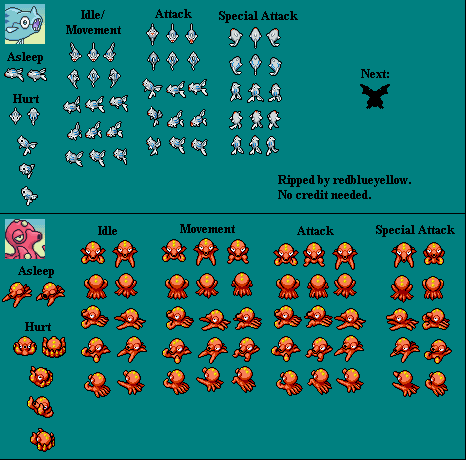 Idle/
Movement
Attack
Special Attack
Asleep
Hurt
Next:
Ripped by redblueyellow.
No credit needed.
Idle
Movement
Attack
Special Attack
Asleep
Hurt